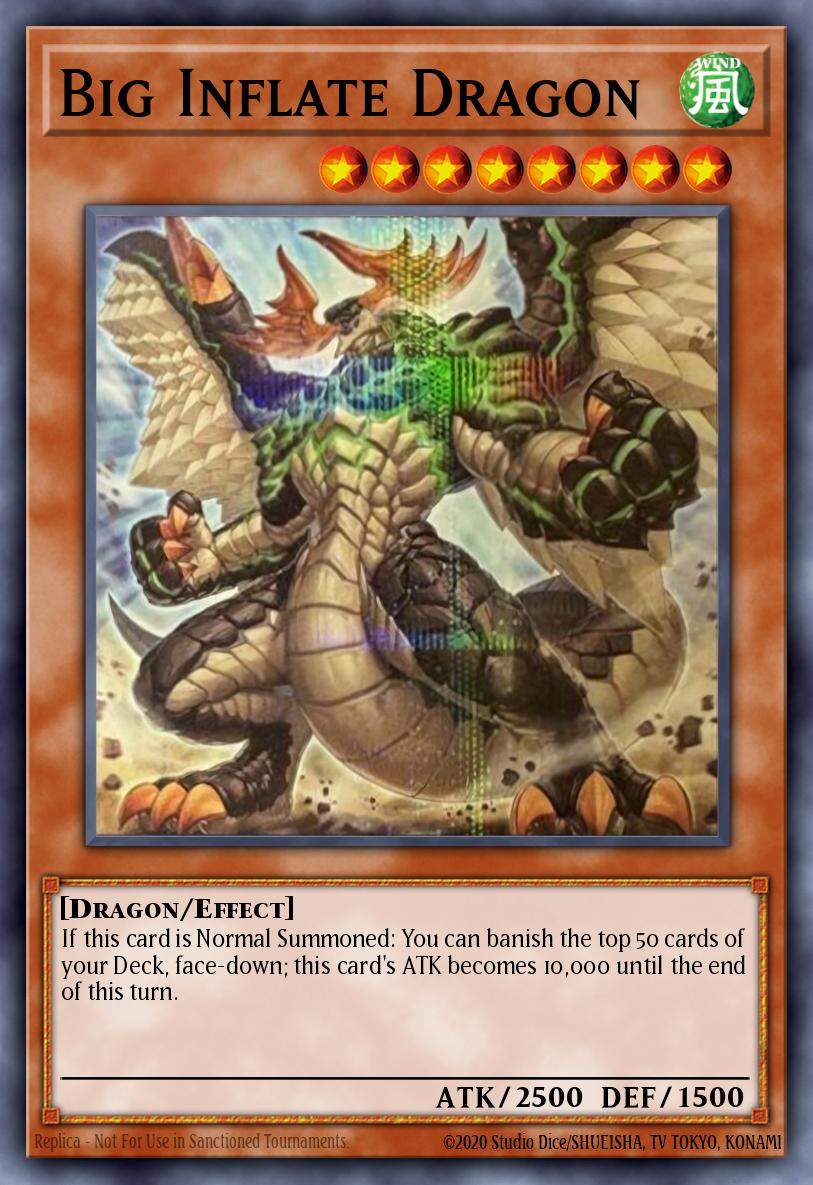 Big Inflate Dragon
WIND
風
[Dragon/Effect]
If this card is Normal Summoned: You can banish the top 50 cards of
your Deck, face-down; this card's ATK becomes 10,000 until the end
of this turn.
ATK/2500 DEF/1500
Replica - Not For Use in Sanctioned Tournaments.
©2020 Studio Dice/SHUEISHA, TV TOKYO, KONAMI